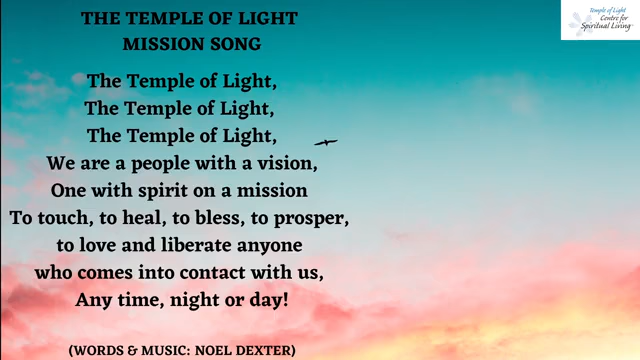 THE TEMPLE OF LIGHT
MISSION SONG
The Temple of Light,
The Temple of Light,
The Temple of Light,
We are a people with a vision,
One with spirit on a mission
To touch, to heal, to bless, to prosper,
to love and liberate anyone
who comes into contact with us,
Any time, night or day!
(WORDS & MUSIC: NOEL DEXTER)
Temple of Light
Centre for
Spiritual Living